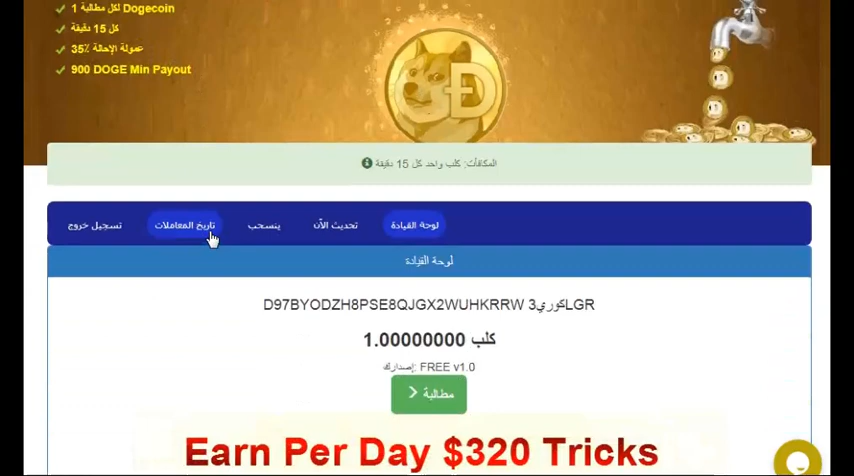 1 لكل مطالبة Dogecoin
كل 15 دقيقة
35٪ عمولة الإحالة
900 DOGE Min Payout
المكافآت: كلب واحد كل 15 دقيقة
لوحة القيادة
تحديث الآن
ينسحب
تاريخ المعاملات
تسجيل خروج
لوحة القيادة
D97BYODZH8PSE8QJGX2WUHKRRW 3كوريLGR
1.00000000 كلب
إصدارك: FREE v1.0
مطالبة
Earn Per Day $320 Tricks